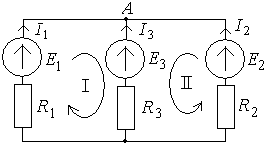 A
I₁ I₃ I₂
E₁ I E₃ II E₂
R₁ R₃ R₂